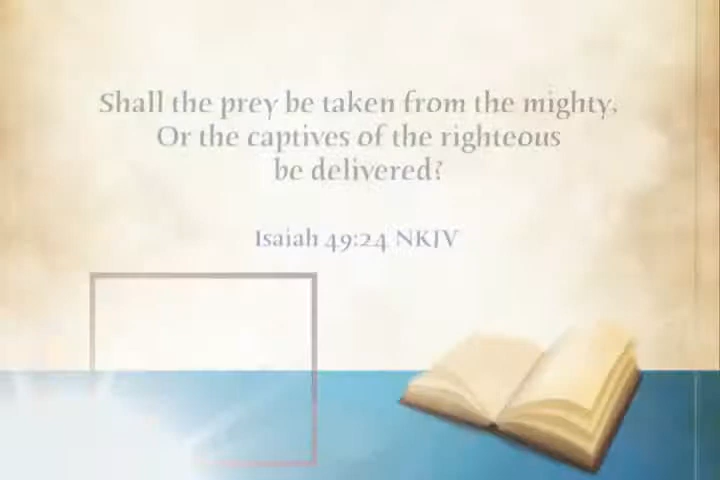 Shall the prey be taken from the mighty,
Or the captives of the righteous
be delivered?
Isaiah 49:24 NKJV